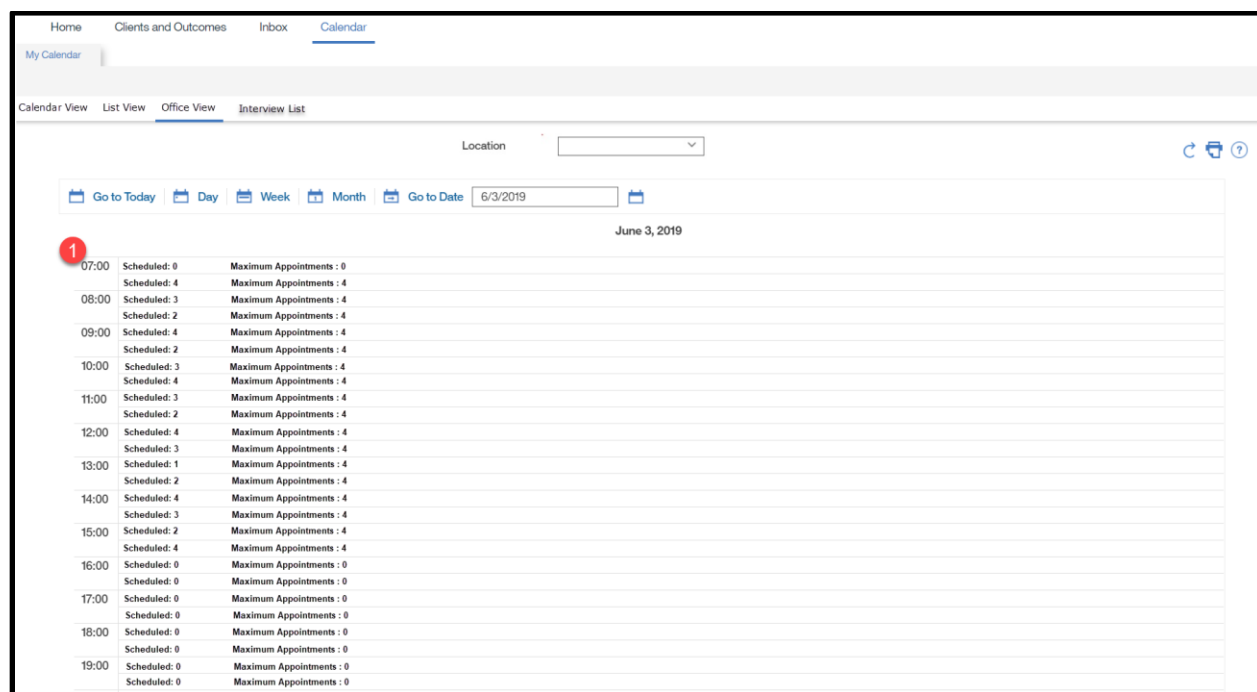 Home Clients and Outcomes Inbox Calendar
My Calendar
Calendar View List View Office View Interview List
Location
Go to Today Day Week Month Go to Date 6/3/2019
June 3, 2019
1
07:00 Scheduled: 0 Maximum Appointments : 0
Scheduled: 4 Maximum Appointments : 4
08:00 Scheduled: 3 Maximum Appointments : 4
Scheduled: 2 Maximum Appointments : 4
09:00 Scheduled: 4 Maximum Appointments : 4
Scheduled: 2 Maximum Appointments : 4
10:00 Scheduled: 3 Maximum Appointments : 4
Scheduled: 4 Maximum Appointments : 4
11:00 Scheduled: 3 Maximum Appointments : 4
Scheduled: 2 Maximum Appointments : 4
12:00 Scheduled: 4 Maximum Appointments : 4
Scheduled: 3 Maximum Appointments : 4
13:00 Scheduled: 1 Maximum Appointments : 4
Scheduled: 2 Maximum Appointments : 4
14:00 Scheduled: 4 Maximum Appointments : 4
Scheduled: 3 Maximum Appointments : 4
15:00 Scheduled: 2 Maximum Appointments : 4
Scheduled: 4 Maximum Appointments : 4
16:00 Scheduled: 0 Maximum Appointments : 0
Scheduled: 0 Maximum Appointments : 0
17:00 Scheduled: 0 Maximum Appointments : 0
Scheduled: 0 Maximum Appointments : 0
18:00 Scheduled: 0 Maximum Appointments : 0
Scheduled: 0 Maximum Appointments : 0
19:00 Scheduled: 0 Maximum Appointments : 0
Scheduled: 0 Maximum Appointments : 0